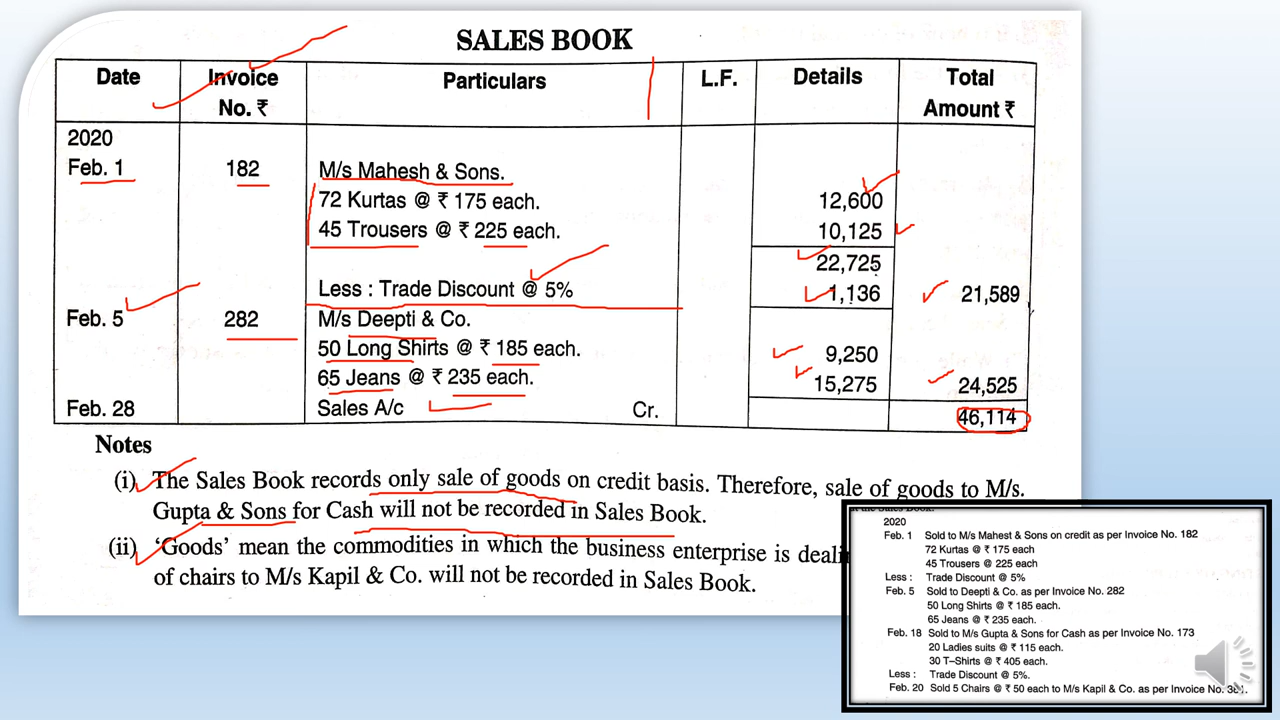 SALES BOOK
Date Invoice No. ₹ Particulars L.F. Details Total Amount ₹
2020
Feb. 1 182 M/s Mahesh & Sons.
72 Kurtas @ ₹ 175 each. 12,600
45 Trousers @ ₹ 225 each. 10,125
22,725
Less : Trade Discount @ 5% 1,136 21,589
Feb. 5 282 M/s Deepti & Co.
50 Long Shirts @ ₹ 185 each. 9,250
65 Jeans @ ₹ 235 each. 15,275 24,525
Feb. 28 Sales A/c Cr. 46,114
Notes
(i) The Sales Book records only sale of goods on credit basis. Therefore, sale of goods to M/s.
Gupta & Sons for Cash will not be recorded in Sales Book.
(ii) ‘Goods’ mean the commodities in which the business enterprise is
of chairs to M/s Kapil & Co. will not be recorded in Sales Book.
2020
Feb. 1 Sold to M/s Mahest & Sons on credit as per Invoice No. 182
72 Kurtas @ ₹ 175 each
45 Trousers @ ₹ 225 each
Less : Trade Discount @ 5%
Feb. 5 Sold to Deepti & Co. as per Invoice No. 282
50 Long Shirts @ ₹ 185 each.
65 Jeans @ ₹ 235 each.
Feb. 18 Sold to M/s Gupta & Sons for Cash as per Invoice No. 173
20 Ladies suits @ ₹ 115 each.
30 T–Shirts @ ₹ 405 each.
Less : Trade Discount @ 5%.
Feb. 20 Sold 5 Chairs @ ₹ 50 each to M/s Kapil & Co. as per Invoice No.